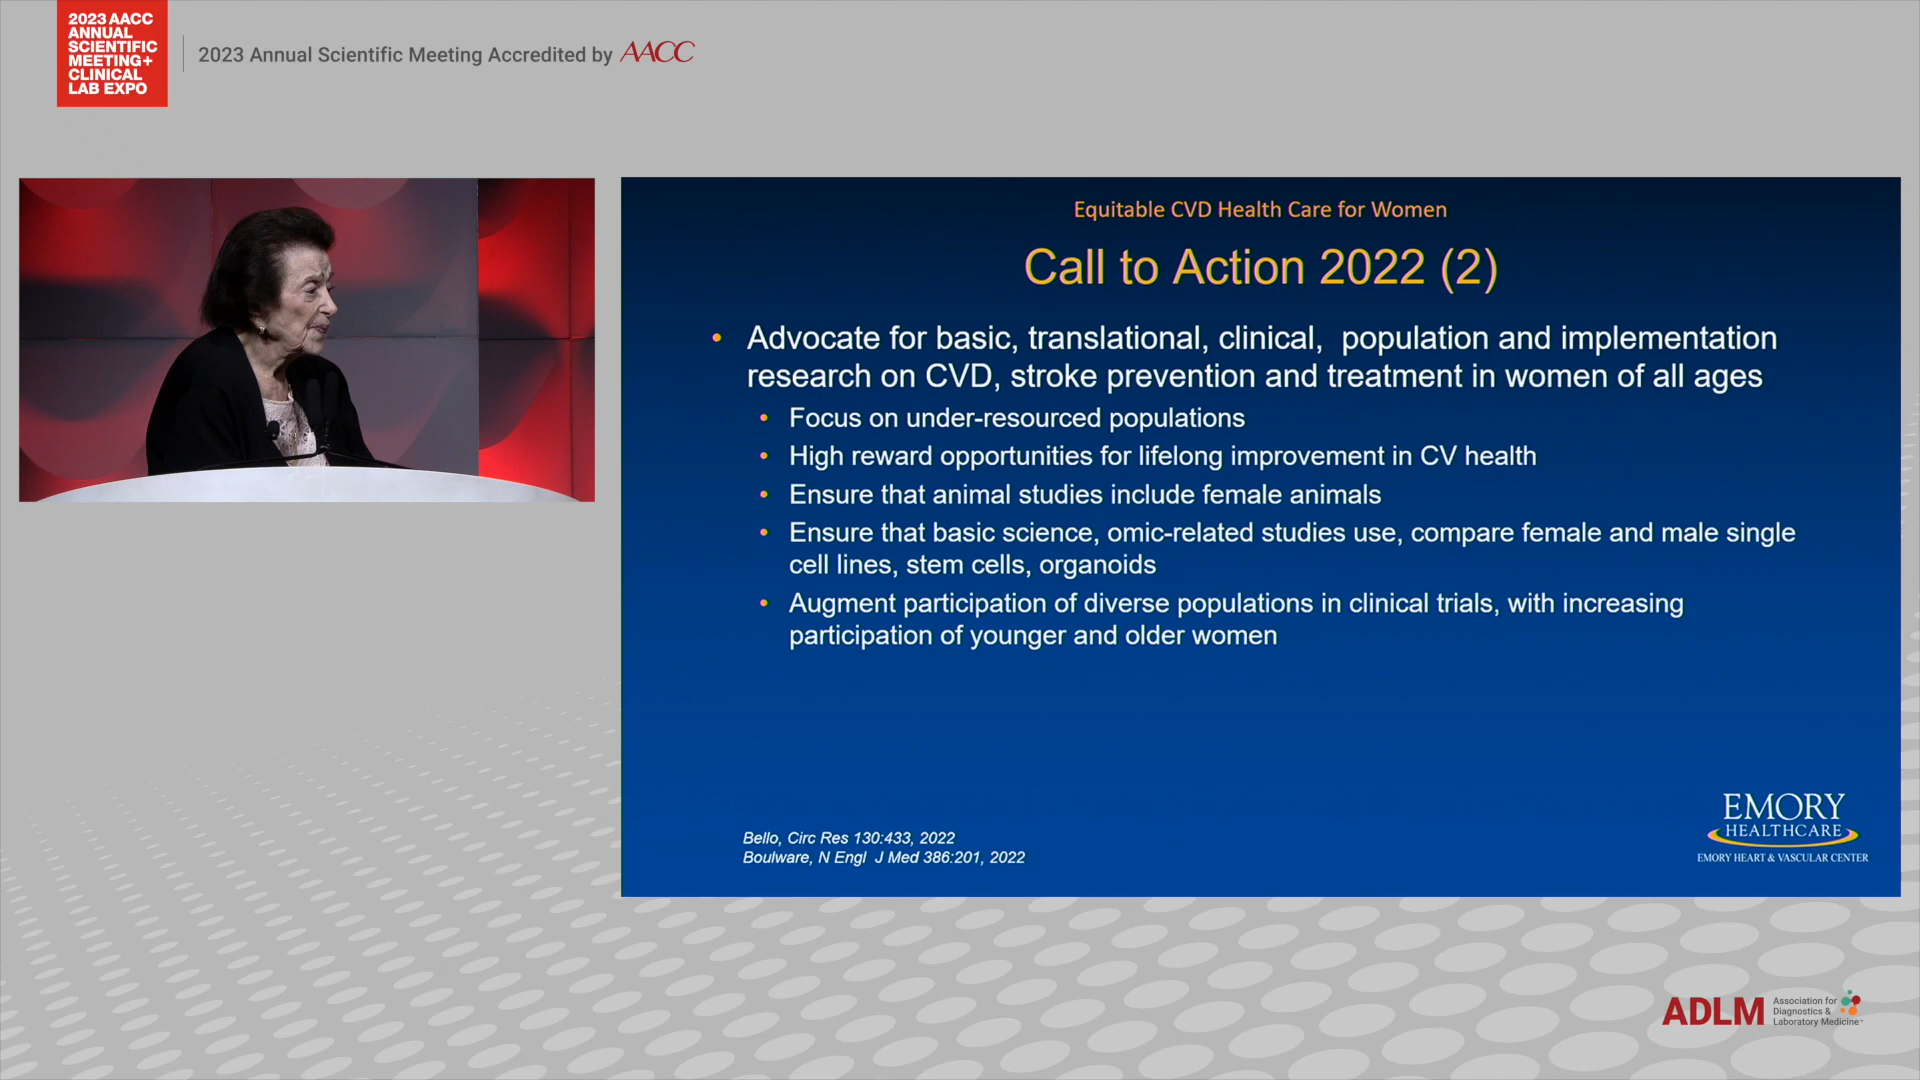 2023 AACC
ANNUAL
SCIENTIFIC
MEETING+
CLINICAL
LAB EXPO
2023 Annual Scientific Meeting Accredited by AACC
Equitable CVD Health Care for Women
Call to Action 2022 (2)
• Advocate for basic, translational, clinical, population and implementation
research on CVD, stroke prevention and treatment in women of all ages
• Focus on under-resourced populations
• High reward opportunities for lifelong improvement in CV health
• Ensure that animal studies include female animals
• Ensure that basic science, omic-related studies use, compare female and male single
cell lines, stem cells, organoids
• Augment participation of diverse populations in clinical trials, with increasing
participation of younger and older women
Bello, Circ Res 130:433, 2022
Boulware, N Engl J Med 386:201, 2022
EMORY
HEALTHCARE
EMORY HEART & VASCULAR CENTER
ADLM
Association for
Diagnostics &
Laboratory Medicine